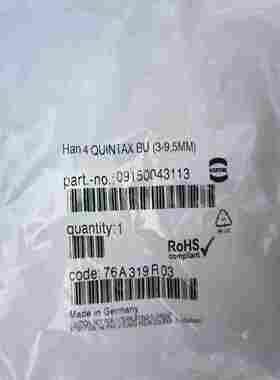 Han 4 QUINTAX BU (3-9,5MM)
part.-no.: 09150043113
HARTING
quantity:1
RoHS
compliant
code: 76A319R03
Made in Germany